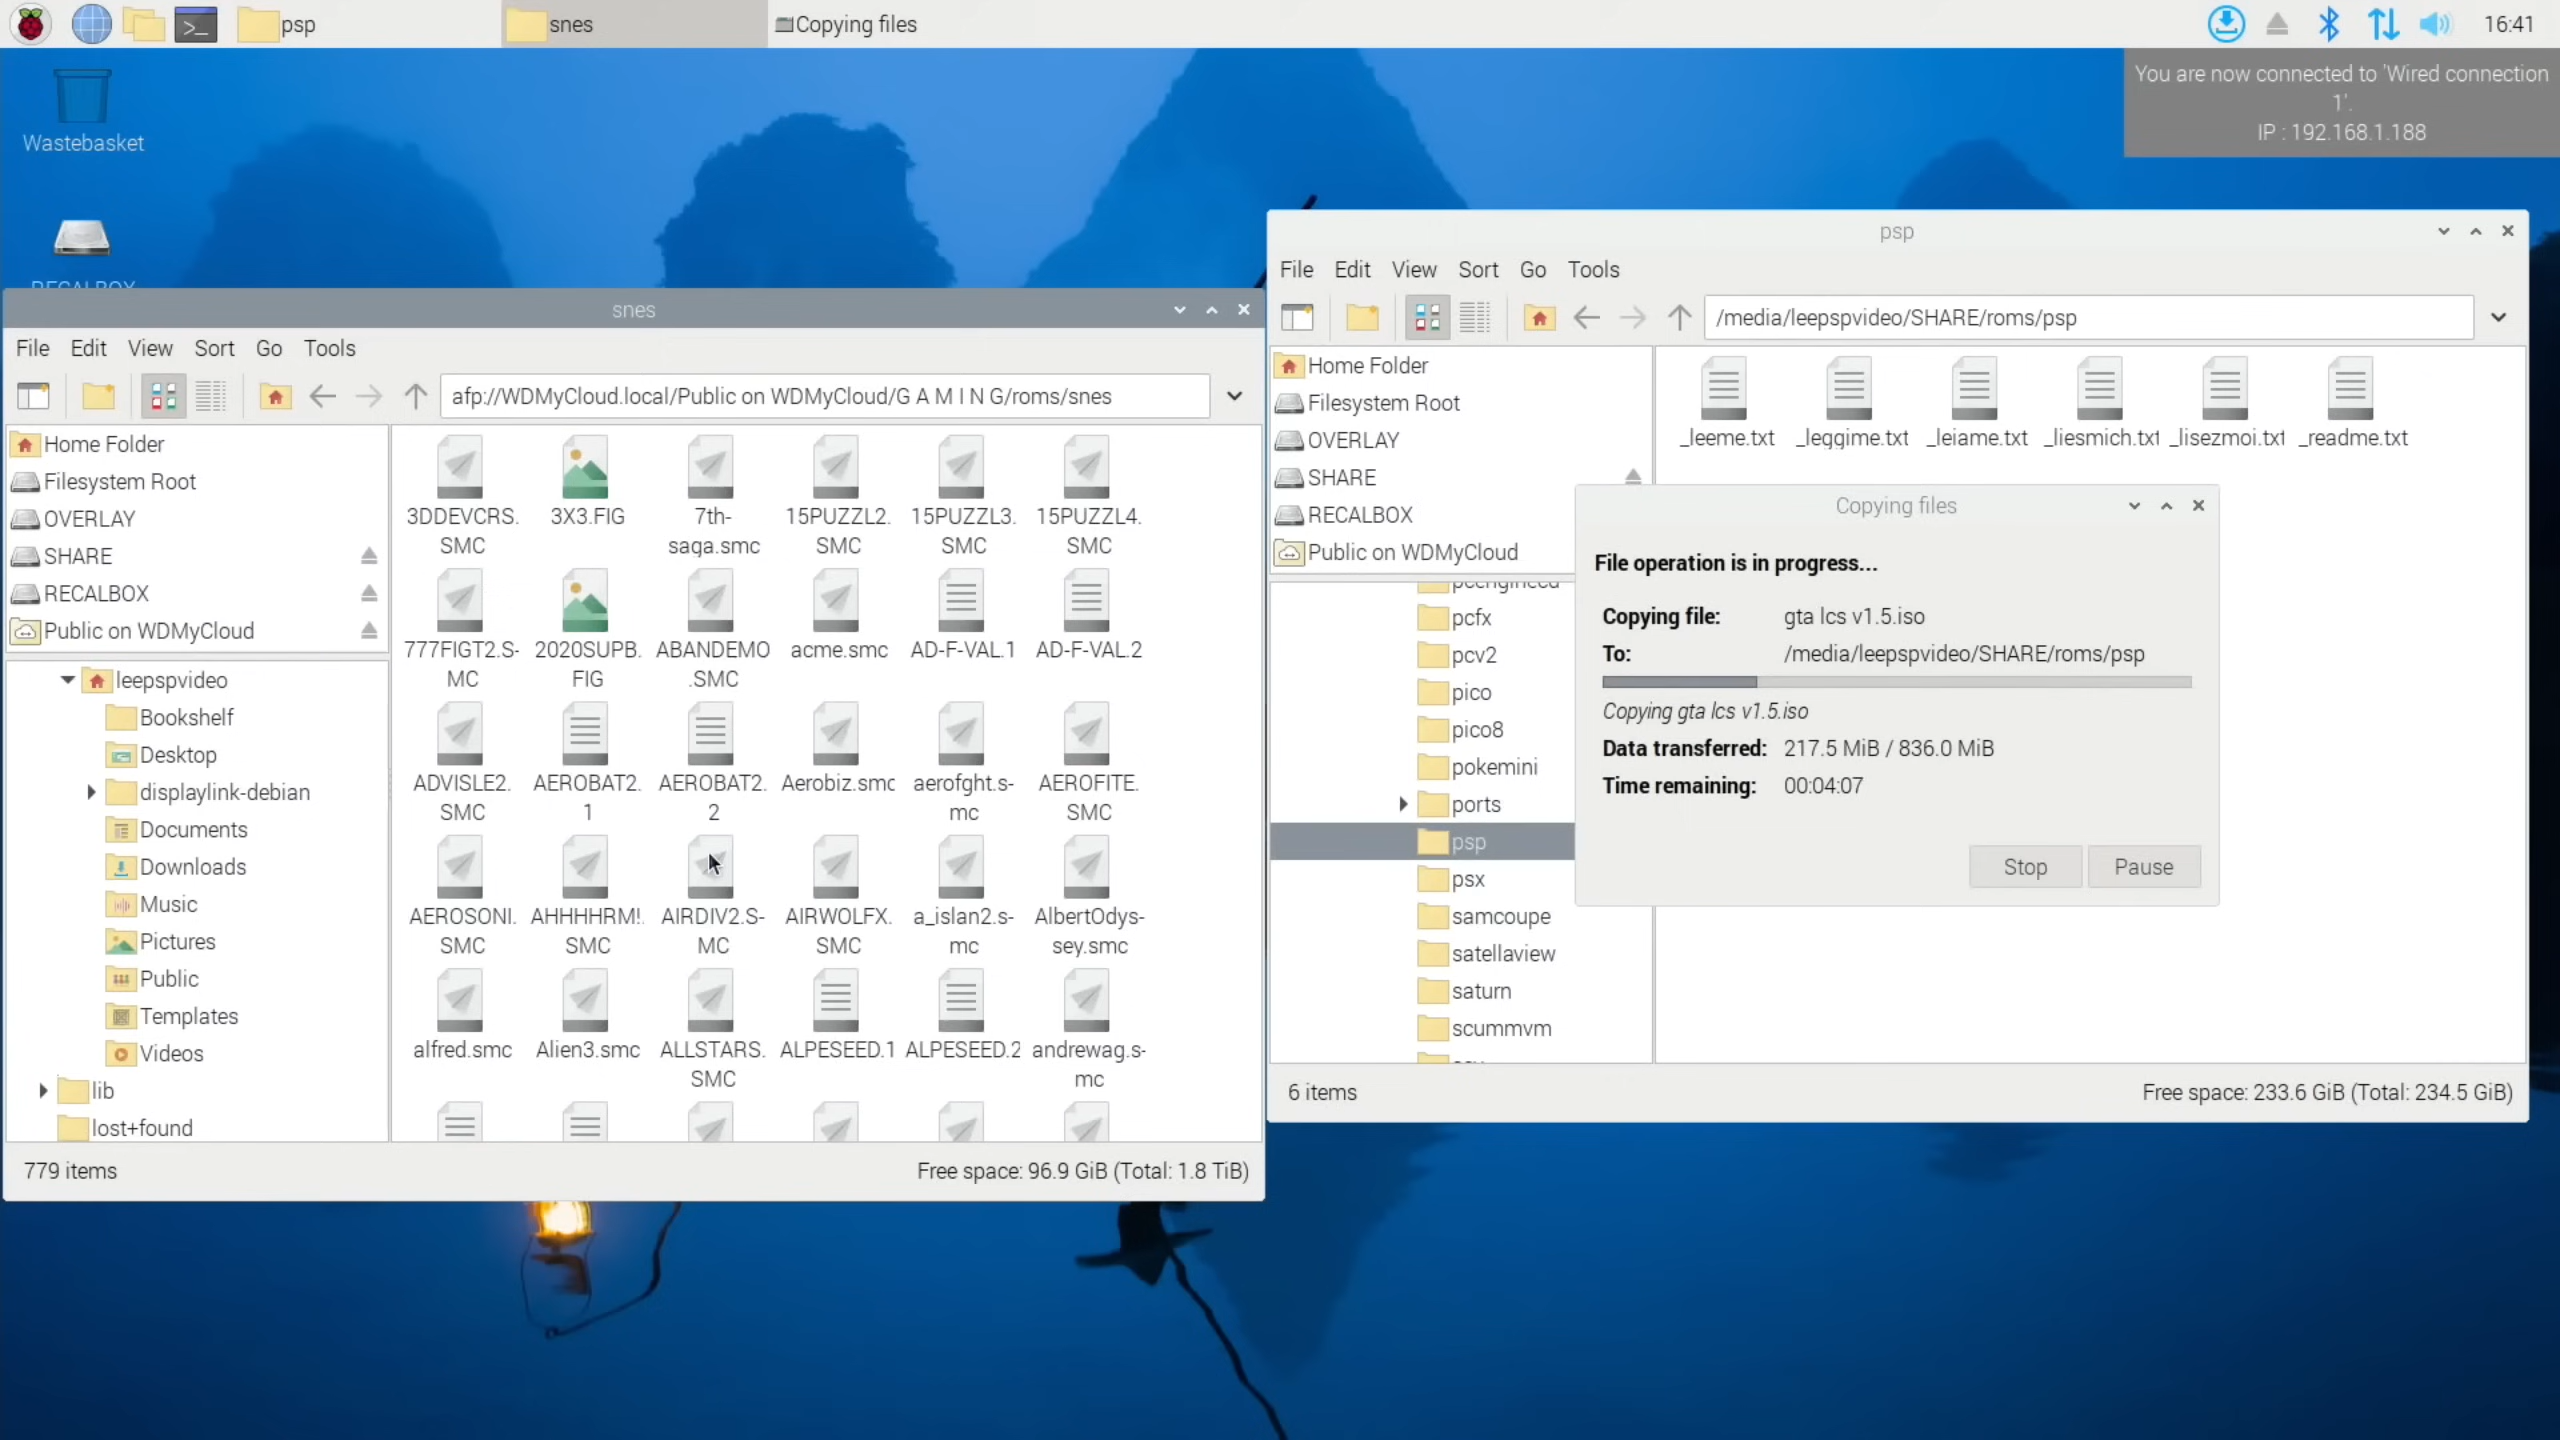 psp
snes
Copying files
16:41
You are now connected to 'Wired connection
1'.
IP : 192.168.1.188
Wastebasket
RECALBOX
snes
File Edit View Sort Go Tools
afp://WDMyCloud.local/Public on WDMyCloud/G A M I N G/roms/snes
Home Folder
Filesystem Root
OVERLAY
SHARE
RECALBOX
Public on WDMyCloud
leepspvideo
Bookshelf
Desktop
displaylink-debian
Documents
Downloads
Music
Pictures
Public
Templates
Videos
lib
lost+found
3DDEVCRS. 3X3.FIG 7th- 15PUZZL2. 15PUZZL3. 15PUZZL4.
SMC saga.smc SMC SMC SMC
777FIGT2.S- 2020SUPB. ABANDEMO acme.smc AD-F-VAL.1 AD-F-VAL.2
MC FIG .SMC
ADVISLE2. AEROBAT2. AEROBAT2. Aerobiz.smc aerofght.s- AEROFITE.
SMC 1 2 mc SMC
AEROSONI. AHHHHRM!. AIRDIV2.S- AIRWOLFX. a_islan2.s- AlbertOdys-
SMC SMC MC SMC mc sey.smc
alfred.smc Alien3.smc ALLSTARS. ALPESEED.1 ALPESEED.2 andrewag.s-
SMC mc
779 items
Free space: 96.9 GiB (Total: 1.8 TiB)
psp
File Edit View Sort Go Tools
/media/leepspvideo/SHARE/roms/psp
Home Folder
Filesystem Root
OVERLAY
SHARE
RECALBOX
Public on WDMyCloud
pcfx
pcv2
pico
pico8
pokemini
ports
psp
psx
samcoupe
satellaview
saturn
scummvm
_leeme.txt _leggime.txt _leiame.txt _liesmich.txt _lisezmoi.txt _readme.txt
6 items
Free space: 233.6 GiB (Total: 234.5 GiB)
Copying files
File operation is in progress...
Copying file: gta lcs v1.5.iso
To: /media/leepspvideo/SHARE/roms/psp
Copying gta lcs v1.5.iso
Data transferred: 217.5 MiB / 836.0 MiB
Time remaining: 00:04:07
Stop Pause